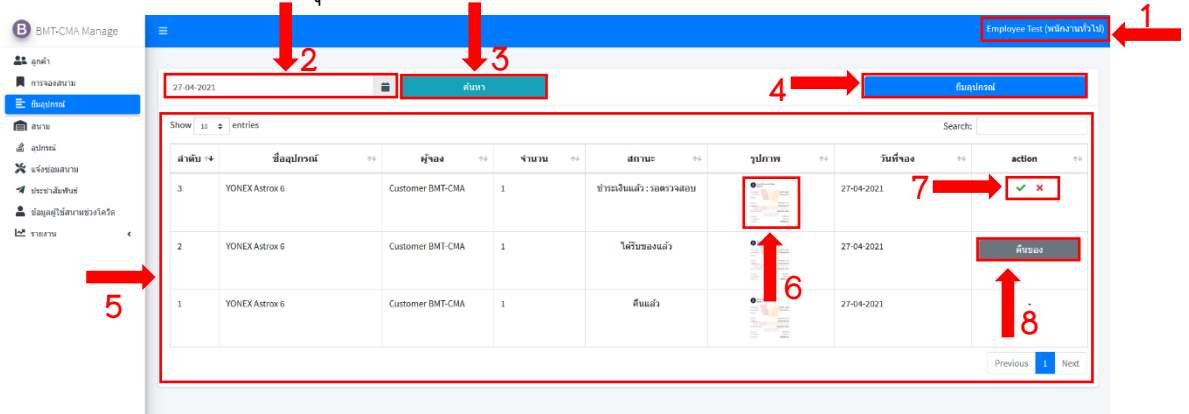 1
B BMT-CMA Manage
Employee Test (พนักงานทั่วไป)
2
3
ลูกค้า
การจองสนาม
ยืมอุปกรณ์
สนาม
อุปกรณ์
แจ้งซ่อมสนาม
ประชาสัมพันธ์
ข้อมูลผู้ใช้สนามช่วงโควิด
รายงาน
27-04-2021
ค้นหา
4
ยืมอุปกรณ์
Show 10 entries
Search:
ลำดับ ชื่ออุปกรณ์ ผู้จอง จำนวน สถานะ รูปภาพ วันที่จอง action
7
3 YONEX Astrox 6 Customer BMT-CMA 1 ชำระเงินแล้ว : รอตรวจสอบ 27-04-2021
2 YONEX Astrox 6 Customer BMT-CMA 1 ได้รับของแล้ว 27-04-2021 คืนของ
5
6
8
1 YONEX Astrox 6 Customer BMT-CMA 1 คืนแล้ว 27-04-2021 -
Previous 1 Next